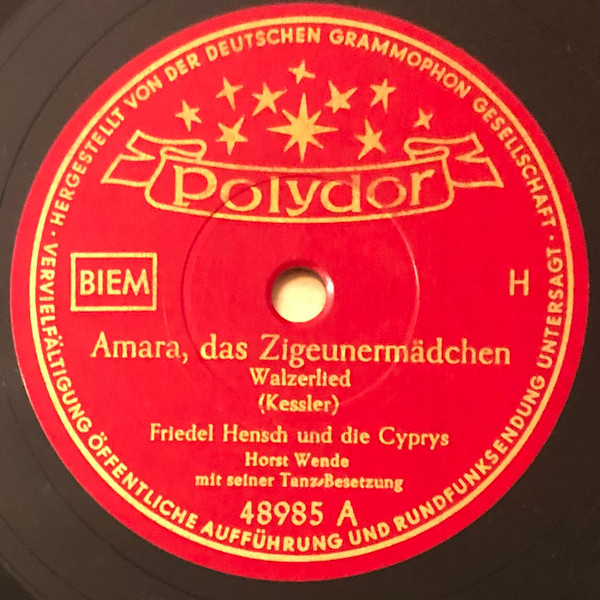 HERGESTELLT VON DER DEUTSCHEN GRAMMOPHON GESELLSCHAFT · VERVIELFÄLTIGUNG ÖFFENTLICHE AUFFÜHRUNG UND RUNDFUNKSENDUNG UNTERSAGT ·
Polydor
BIEM
H
Amara, das Zigeunermädchen
Walzerlied
(Kessler)
Friedel Hensch und die Cyprys
Horst Wende
mit seiner Tanz-Besetzung
48985 A